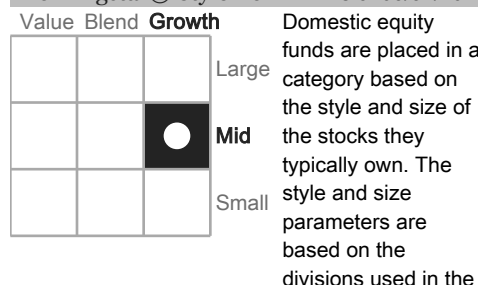 Value Blend Growth
Large
Mid
Small
Domestic equity
funds are placed in a
category based on
the style and size of
the stocks they
typically own. The
style and size
parameters are
based on the
divisions used in the